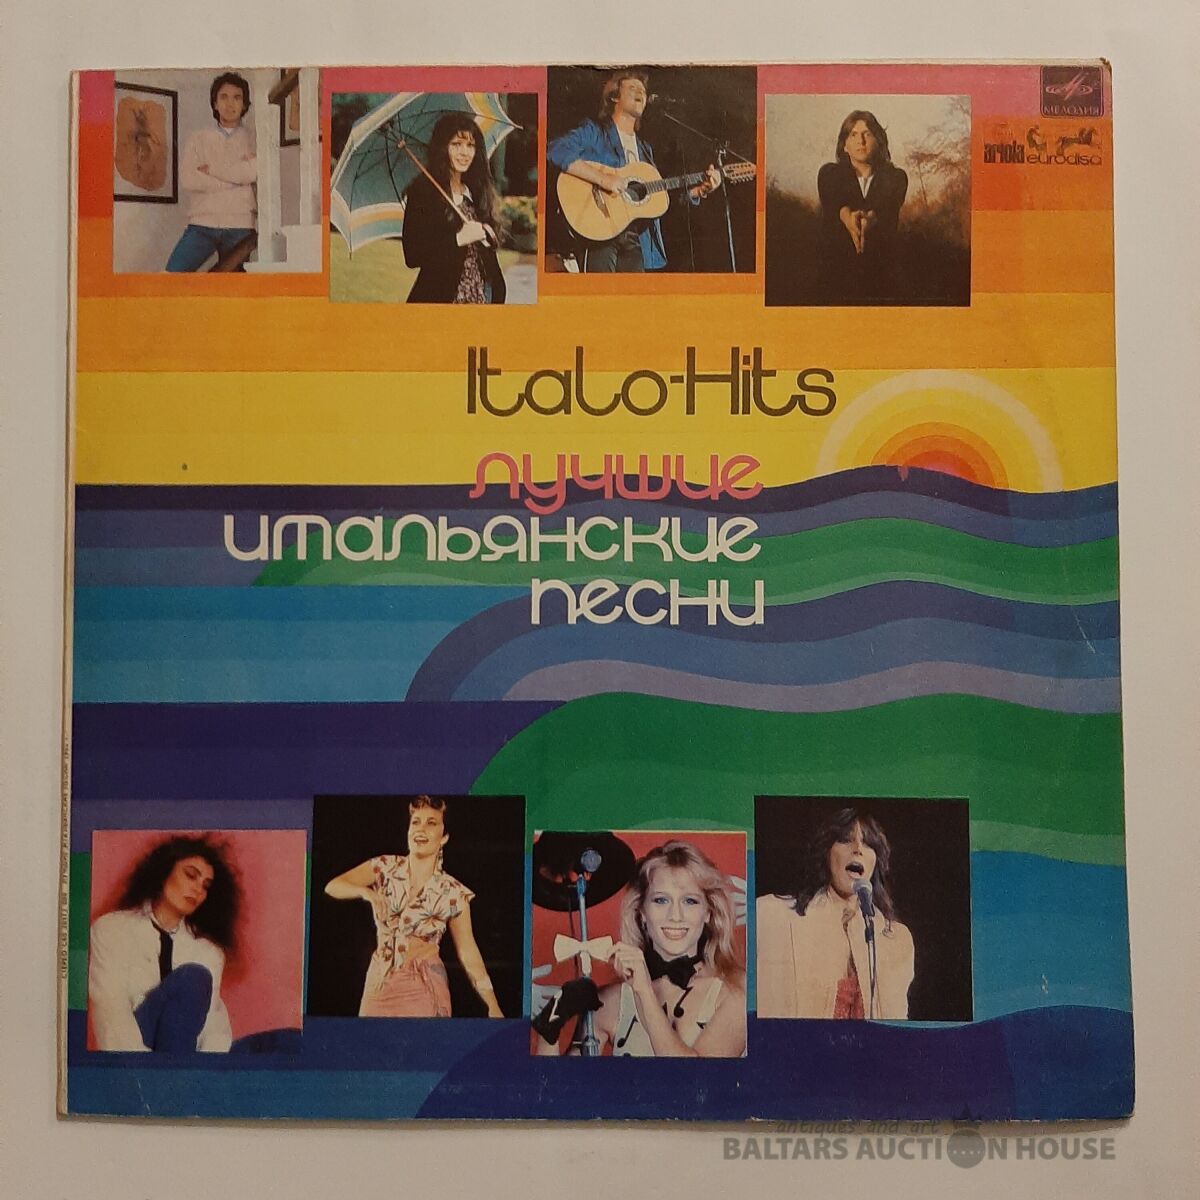 МЕЛОДИЯ
ariola eurodisc
Italo-Hits
лучшие
итальянские
песни
antiques and art
BALTARS AUCTION HOUSE